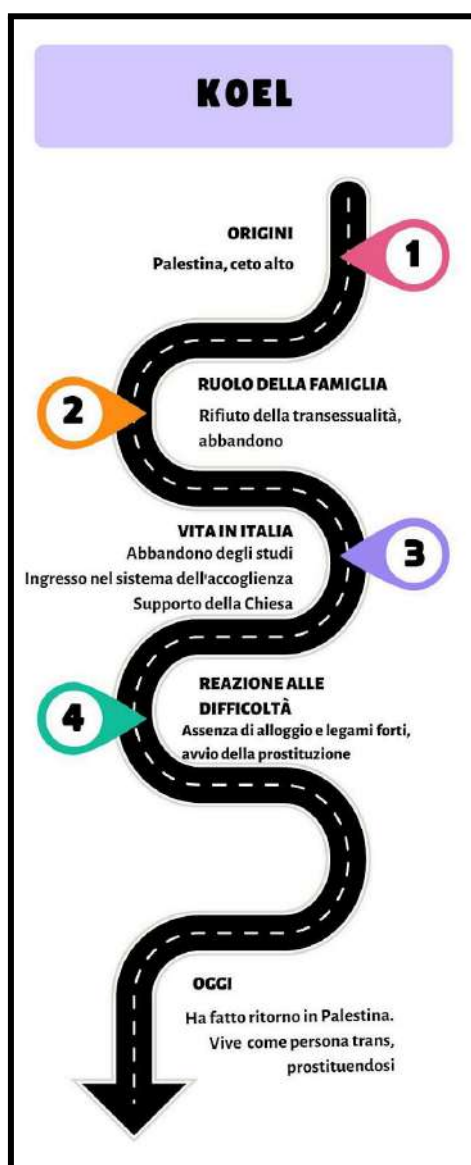 KOEL
ORIGINI
1
Palestina, ceto alto
2
RUOLO DELLA FAMIGLIA
Rifiuto della transessualità,
abbandono
VITA IN ITALIA
3
Abbandono degli studi
Ingresso nel sistema dell'accoglienza
Supporto della Chiesa
4
REAZIONE ALLE
DIFFICOLTÀ
Assenza di alloggio e legami forti,
avvio della prostituzione
OGGI
Ha fatto ritorno in Palestina.
Vive come persona trans,
prostituendosi